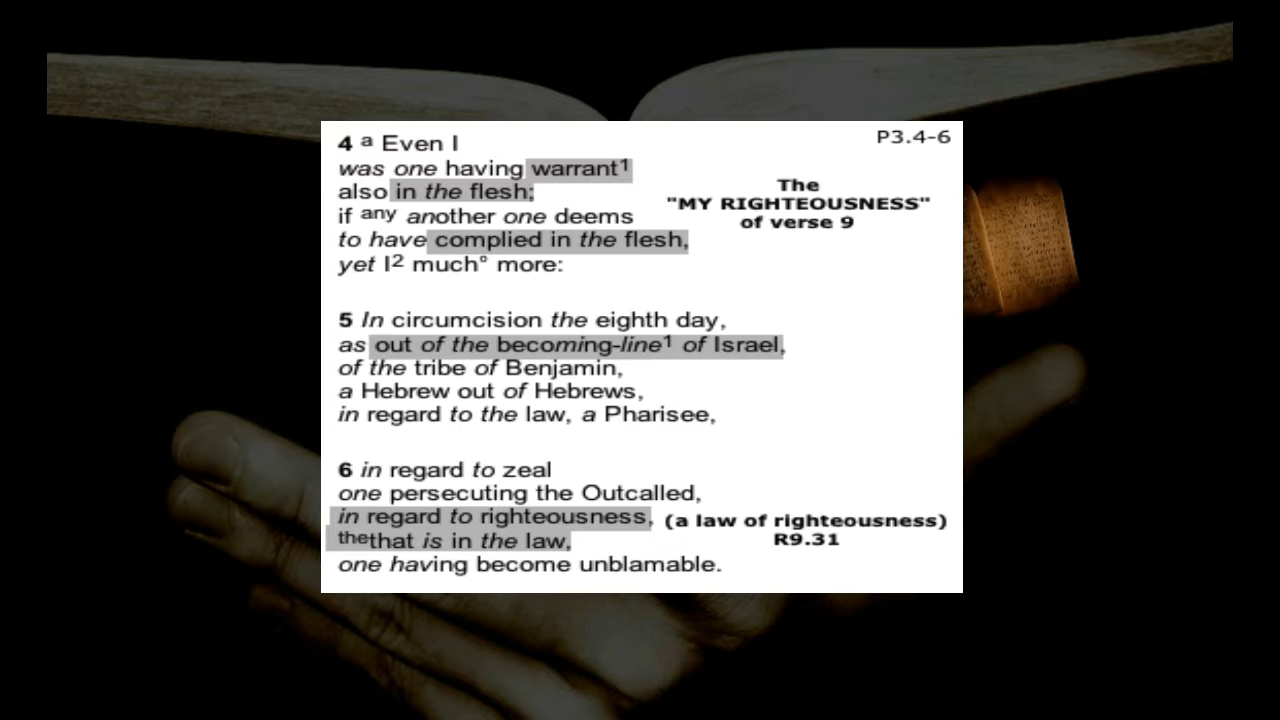 P3.4-6
4 a Even I
was one having warrant1
also in the flesh;
if any another one deems
to have complied in the flesh,
yet I2 much° more:
The
"MY RIGHTEOUSNESS"
of verse 9
5 In circumcision the eighth day,
as out of the becoming-line1 of Israel,
of the tribe of Benjamin,
a Hebrew out of Hebrews,
in regard to the law, a Pharisee,
6 in regard to zeal
one persecuting the Outcalled,
in regard to righteousness,
thethat is in the law,
one having become unblamable.
(a law of righteousness)
R9.31